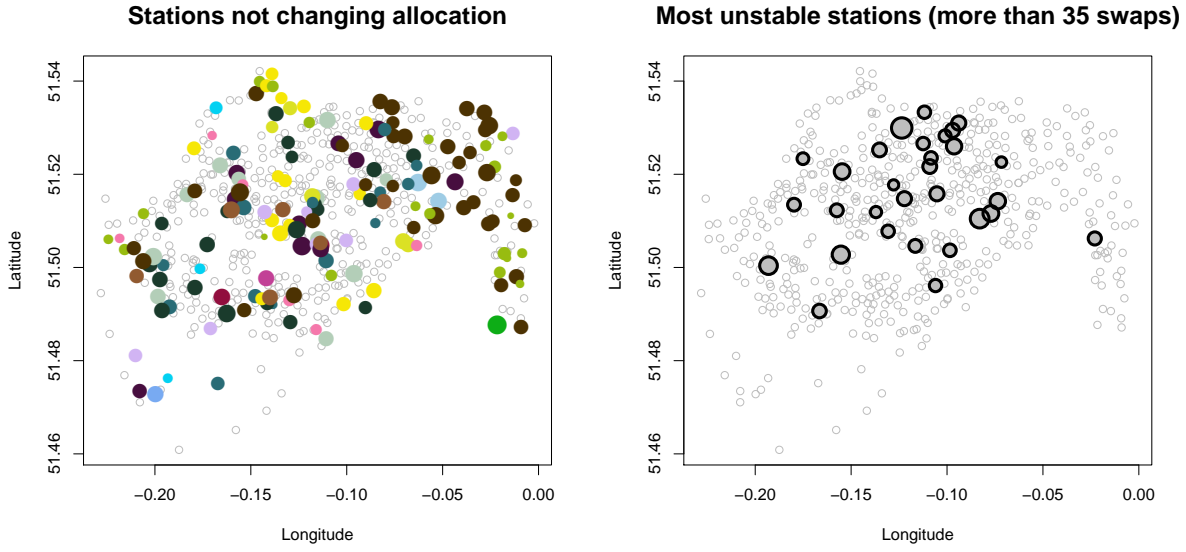 Stations not changing allocation
51.54
51.52
51.50
51.48
51.46
Latitude
−0.20 −0.15 −0.10 −0.05 0.00
Longitude
Most unstable stations (more than 35 swaps)
51.54
51.52
51.50
51.48
51.46
Latitude
−0.20 −0.15 −0.10 −0.05 0.00
Longitude